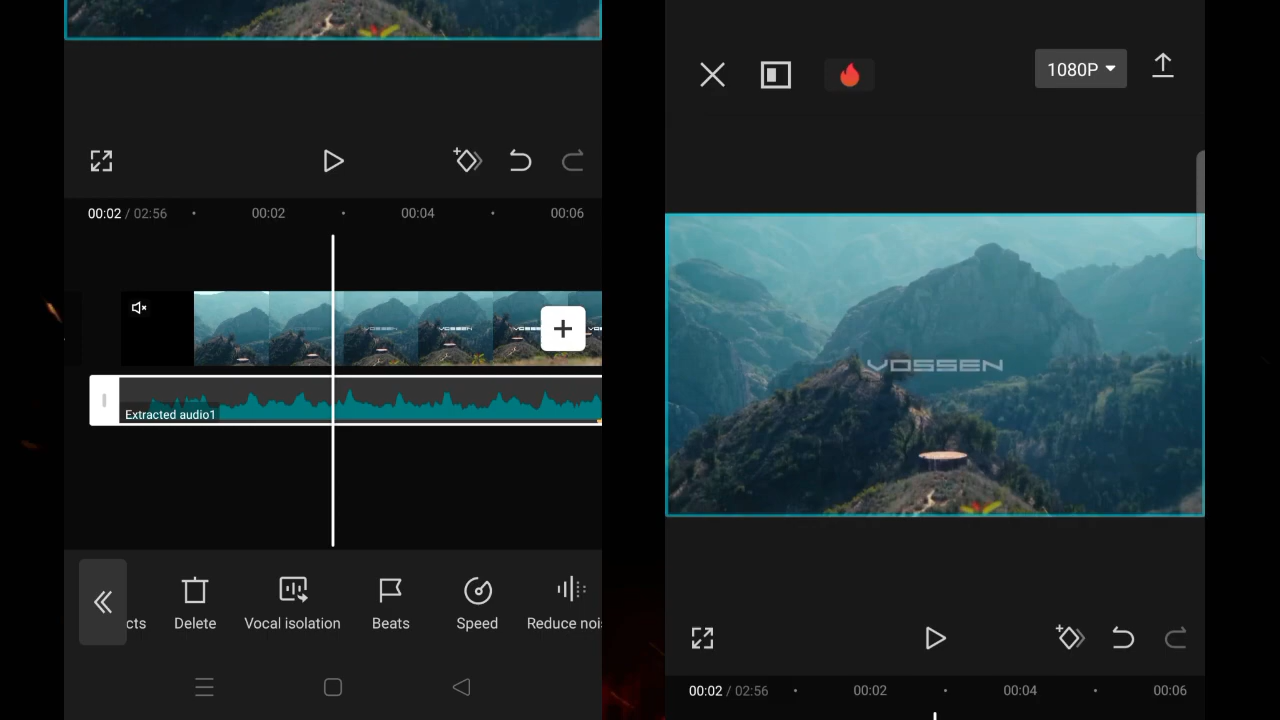 00:02 / 02:56 00:02 00:04 00:06
Extracted audio1
cts Delete Vocal isolation Beats Speed Reduce noi
1080P
VOSSEN
00:02 / 02:56 00:02 00:04 00:06